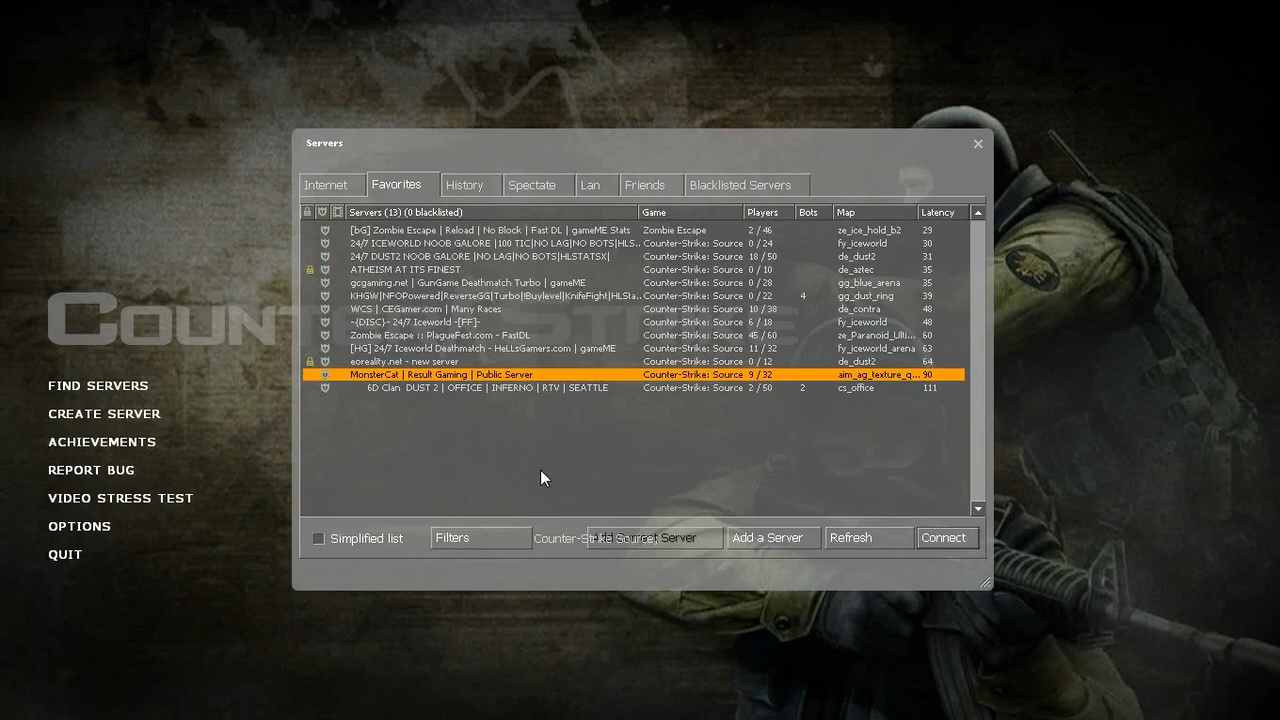 Servers
Internet Favorites History Spectate Lan Friends Blacklisted Servers
Servers (13) (0 blacklisted) Game Players Bots Map Latency
[bG] Zombie Escape | Reload | No Block | Fast DL | gameME Stats Zombie Escape 2 / 46 ze_ice_hold_b2 29
24/7 ICEWORLD NOOB GALORE |100 TIC|NO LAG|NO BOTS|HLS... Counter-Strike: Source 0 / 24 fy_iceworld 30
24/7 DUST2 NOOB GALORE |NO LAG|NO BOTS|HLSTATSX| Counter-Strike: Source 18 / 50 de_dust2 31
ATHEISM AT ITS FINEST Counter-Strike: Source 0 / 10 de_aztec 35
gcgaming.net | GunGame Deathmatch Turbo | gameME Counter-Strike: Source 0 / 28 gg_blue_arena 35
KHGW|NFOPowered|ReverseGG|Turbo|!Buylevel|KnifeFight|HLSta... Counter-Strike: Source 0 / 22 4 gg_dust_ring 39
WCS | CEGamer.com | Many Races Counter-Strike: Source 10 / 38 de_contra 48
-{DISC}- 24/7 Iceworld -[FF]- Counter-Strike: Source 6 / 18 fy_iceworld 48
Zombie Escape :: PlagueFest.com - FastDL Counter-Strike: Source 45 / 60 ze_Paranoid_Ulti... 60
[HG] 24/7 Iceworld Deathmatch - HeLLsGamers.com | gameME Counter-Strike: Source 11 / 32 fy_iceworld_arena 63
eoreality.net - new server Counter-Strike: Source 0 / 12 de_dust2 64
MonsterCat | Result Gaming | Public Server Counter-Strike: Source 9 / 32 aim_ag_texture_q... 90
6D Clan DUST 2 | OFFICE | INFERNO | RTV | SEATTLE Counter-Strike: Source 2 / 50 2 cs_office 111
FIND SERVERS
CREATE SERVER
ACHIEVEMENTS
REPORT BUG
VIDEO STRESS TEST
OPTIONS
QUIT
Simplified list Filters Counter-Strike: Source; Server Add a Server Refresh Connect